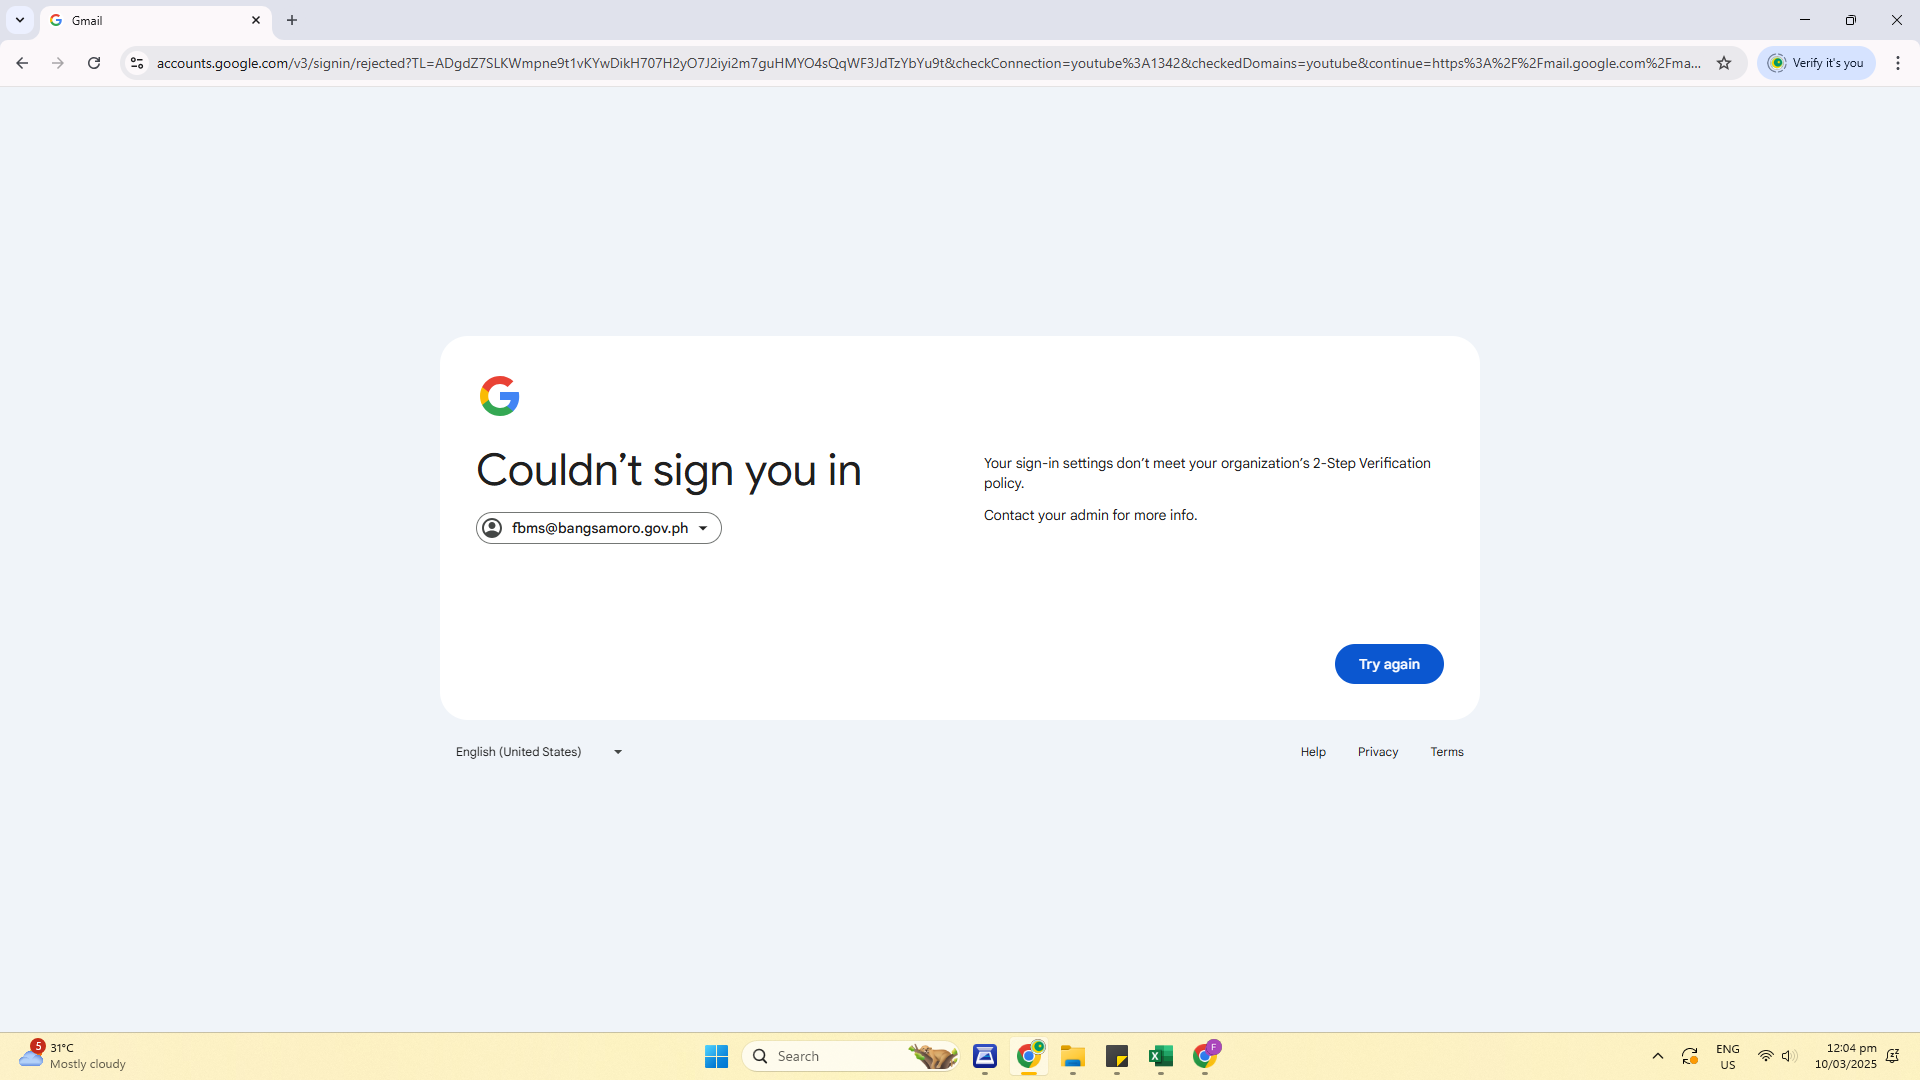 Gmail
accounts.google.com/v3/signin/rejected?TL=ADgdZ7SLKWmpne9t1vKYwDikH707H2yO7J2iyi2m7guHMYO4sQqWF3JdTzYbYu9t&checkConnection=youtube%3A1342&checkedDomains=youtube&continue=https%3A%2F%2Fmail.google.com%2Fma...
Verify it's you
Couldn’t sign you in
fbms@bangsamoro.gov.ph
Your sign-in settings don’t meet your organization’s 2-Step Verification
policy.
Contact your admin for more info.
Try again
English (United States)
Help Privacy Terms
5
31°C
Mostly cloudy
Search
F
ENG
US
12:04 pm
10/03/2025